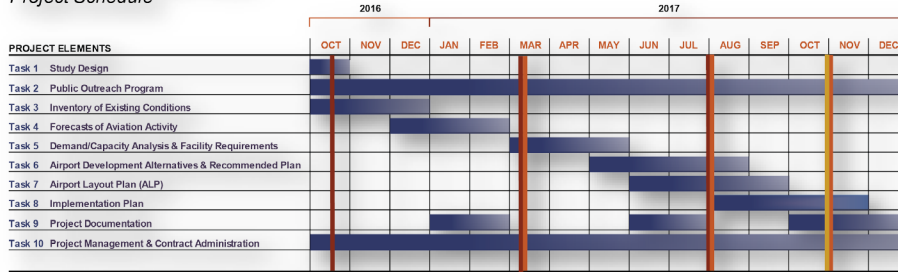 Project Schedule
2016 2017
PROJECT ELEMENTS OCT NOV DEC JAN FEB MAR APR MAY JUN JUL AUG SEP OCT NOV DEC
Task 1 Study Design
Task 2 Public Outreach Program
Task 3 Inventory of Existing Conditions
Task 4 Forecasts of Aviation Activity
Task 5 Demand/Capacity Analysis & Facility Requirements
Task 6 Airport Development Alternatives & Recommended Plan
Task 7 Airport Layout Plan (ALP)
Task 8 Implementation Plan
Task 9 Project Documentation
Task 10 Project Management & Contract Administration